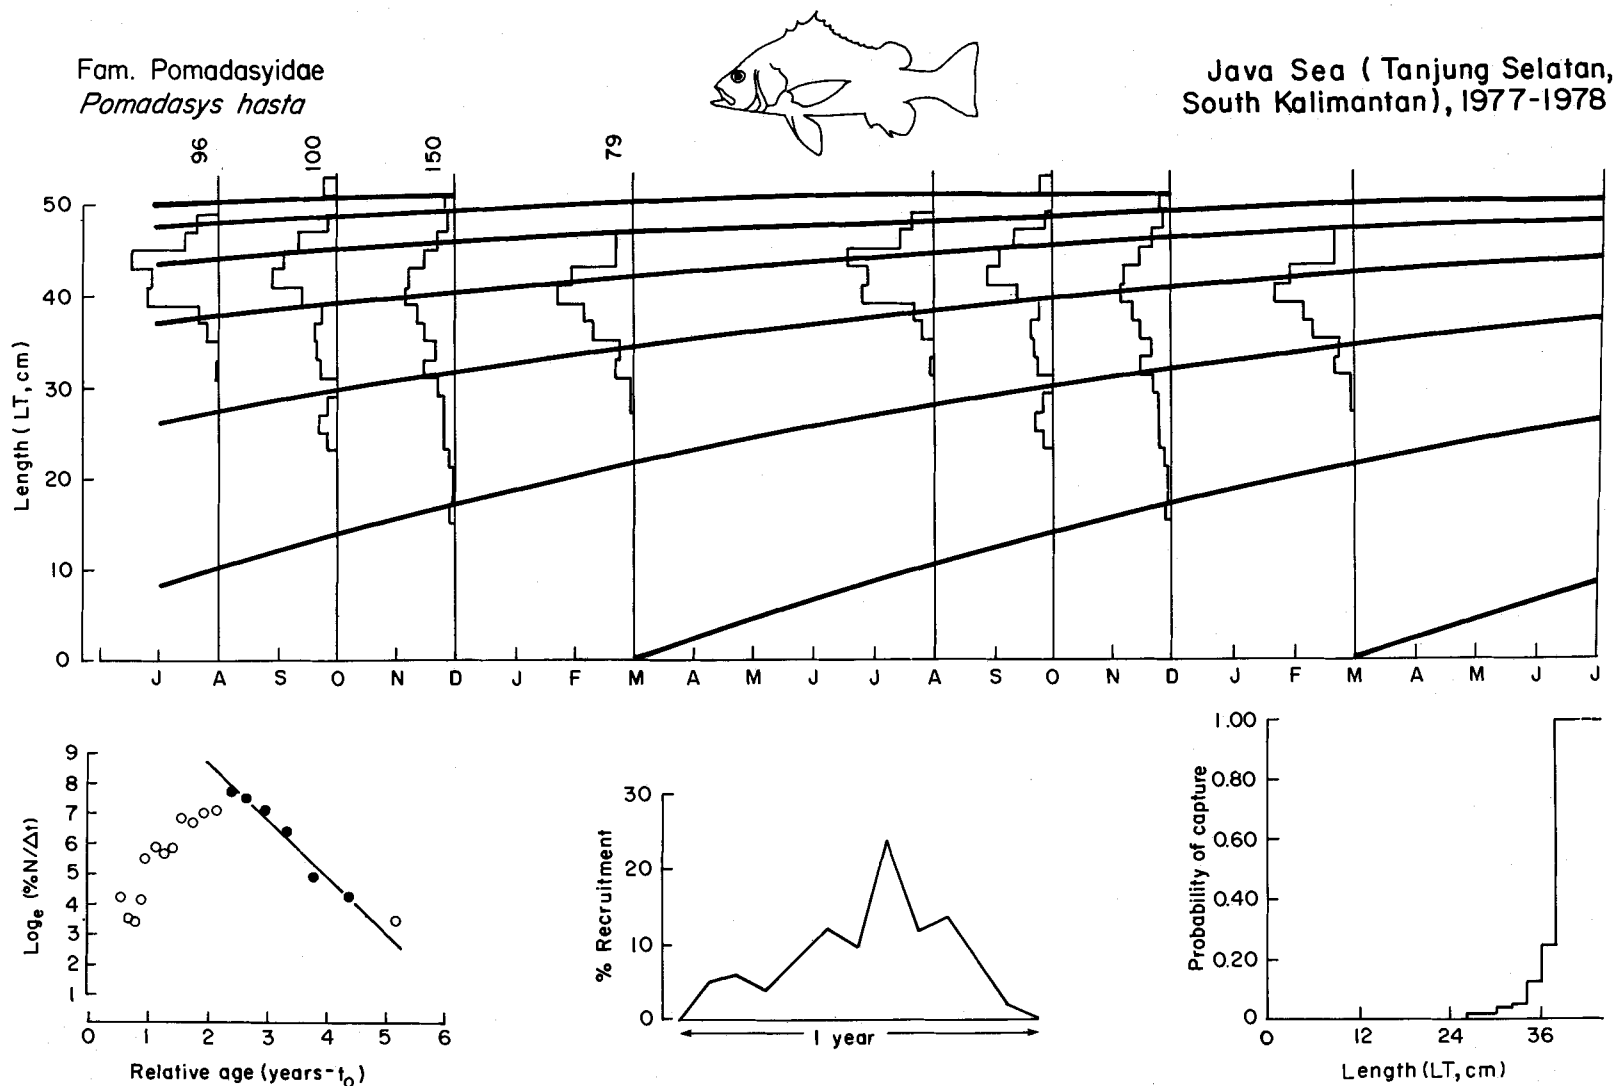 Fam. Pomadasyidae
Pomadasys hasta
Java Sea ( Tanjung Selatan,
South Kalimantan), 1977-1978
96
100
150
79
Length ( LT, cm)
50
40
30
20
10
0
J A S O N D J F M A M J J A S O N D J F M A M J J
Loge (%N/Δt)
9
8
7
6
5
4
3
2
1
0 1 2 3 4 5 6
Relative age (years-to)
% Recruitment
30
20
10
0
1 year
Probability of capture
1.00
0.80
0.60
0.40
0.20
0
0 12 24 36
Length (LT, cm)